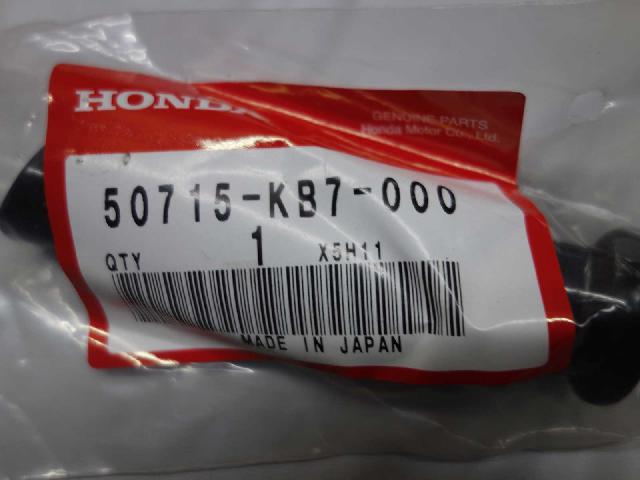 HONDA
GENUINE PARTS
Honda Motor Co., Ltd.
50715-KB7-000
QTY 1 X5H11
MADE IN JAPAN